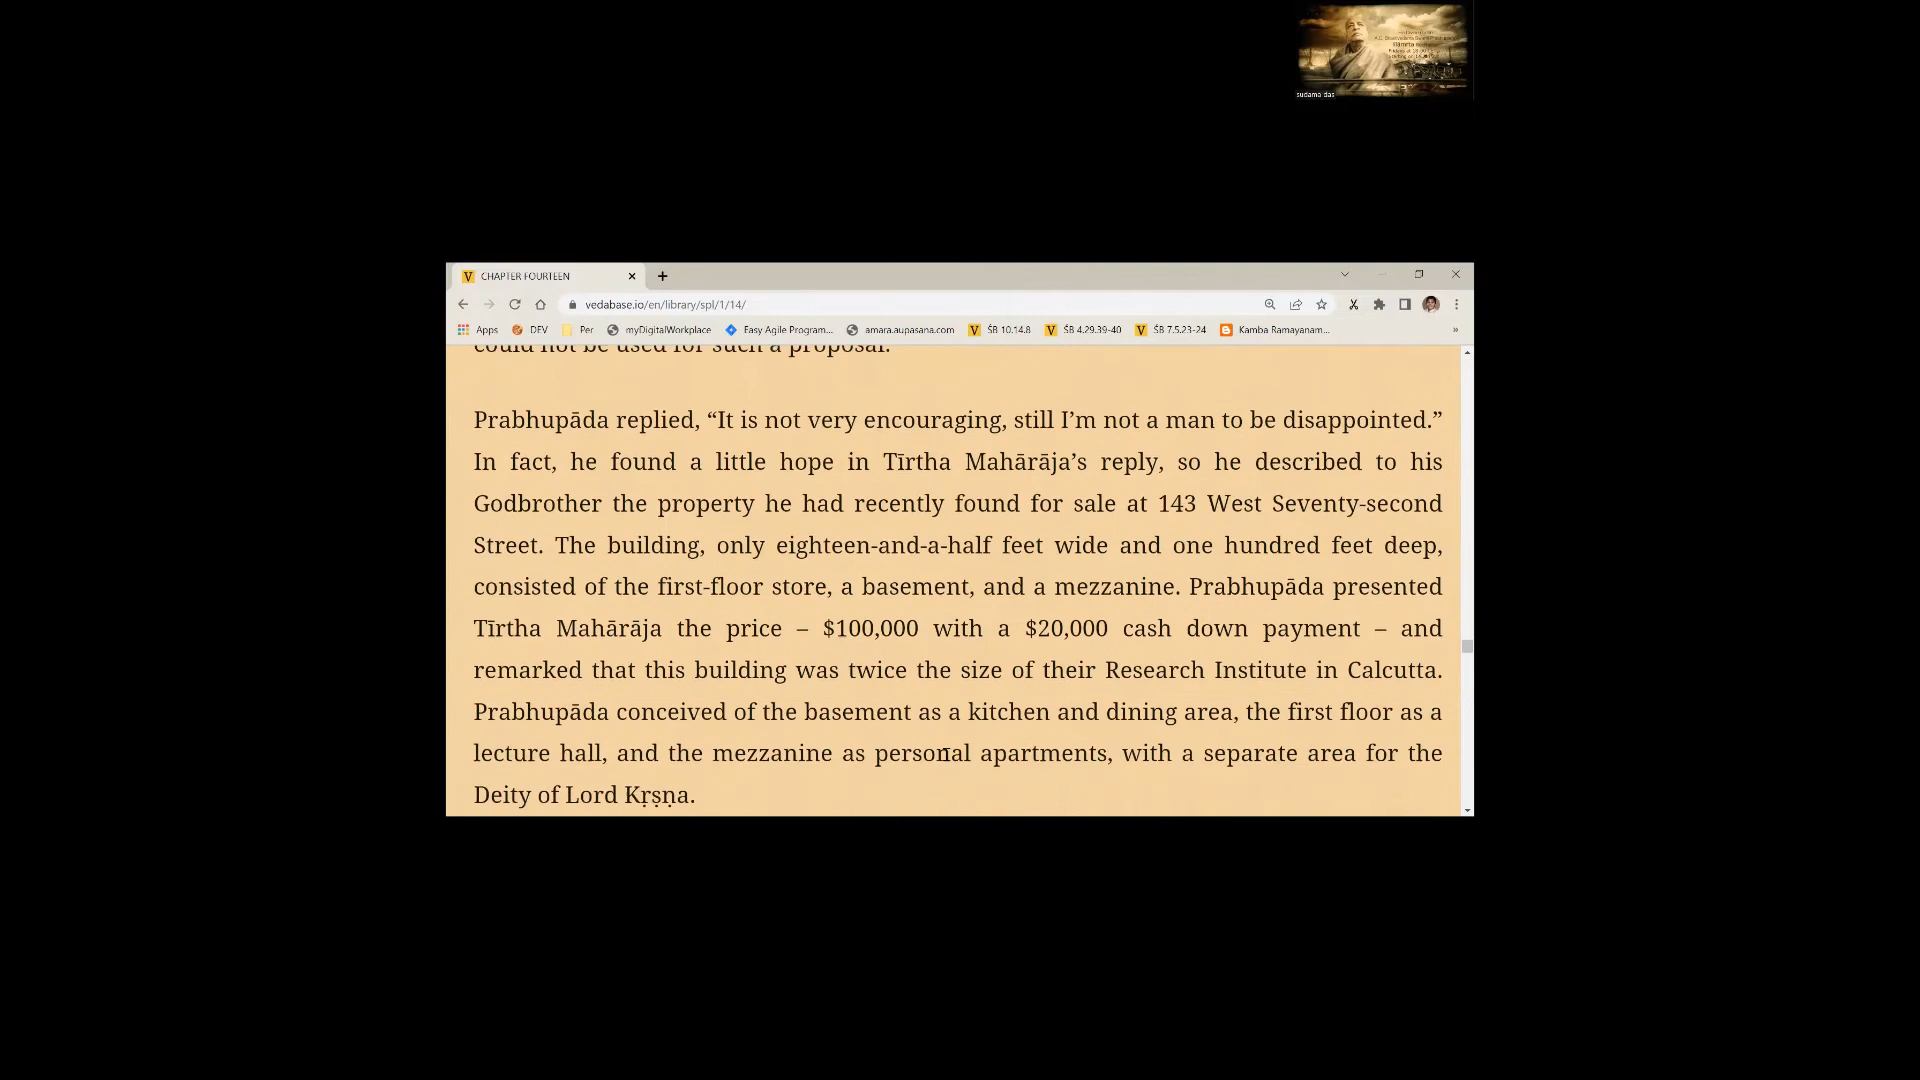 sudama das
CHAPTER FOURTEEN
vedabase.io/en/library/spl/1/14/
Apps DEV Per myDigitalWorkplace Easy Agile Program... amara.aupasana.com ŚB 10.14.8 ŚB 4.29.39-40 ŚB 7.5.23-24 Kamba Ramayanam... »
could not be used for such a proposal.
Prabhupāda replied, “It is not very encouraging, still I’m not a man to be disappointed.”
In fact, he found a little hope in Tīrtha Mahārāja’s reply, so he described to his
Godbrother the property he had recently found for sale at 143 West Seventy-second
Street. The building, only eighteen-and-a-half feet wide and one hundred feet deep,
consisted of the first-floor store, a basement, and a mezzanine. Prabhupāda presented
Tīrtha Mahārāja the price – $100,000 with a $20,000 cash down payment – and
remarked that this building was twice the size of their Research Institute in Calcutta.
Prabhupāda conceived of the basement as a kitchen and dining area, the first floor as a
lecture hall, and the mezzanine as personal apartments, with a separate area for the
Deity of Lord Kṛṣṇa.